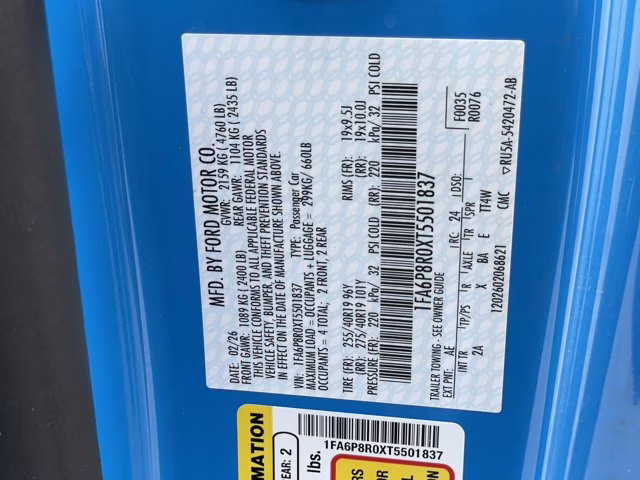 MFD. BY FORD MOTOR CO.
DATE: 02/26 GVWR: 2159 KG ( 4760 LB)
FRONT GAWR: 1089 KG ( 2400 LB) REAR GAWR: 1104 KG ( 2435 LB)
THIS VEHICLE CONFORMS TO ALL APPLICABLE FEDERAL MOTOR
VEHICLE SAFETY, BUMPER, AND THEFT PREVENTION STANDARDS
IN EFFECT ON THE DATE OF MANUFACTURE SHOWN ABOVE.
VIN: 1FA6P8R0XT5501837 TYPE: Passenger Car
MAXIMUM LOAD = OCCUPANTS + LUGGAGE = 299KG/ 660LB
OCCUPANTS = 4 TOTAL; 2 FRONT; 2 REAR
TIRE (FR): 255/40R19 96Y RIMS (FR): 19x9.5J
(RR): 275/40R19 101Y (RR): 19x10.0J
PRESSURE (FR): 220 kPa/ 32 PSI COLD (RR): 220 kPa/ 32 PSI COLD
1FA6P8R0XT5501837
TRAILER TOWING - SEE OWNER GUIDE
EXT PNT: AE RC: 24 DSO: F0035
R0076
INT TR TP/PS R AXLE TR SPR
2A X BA E TT4W
1202602068621 CMC ▽RU5A-5420472-AB
MATION
EAR: 2
1FA6P8R0XT5501837
lbs.